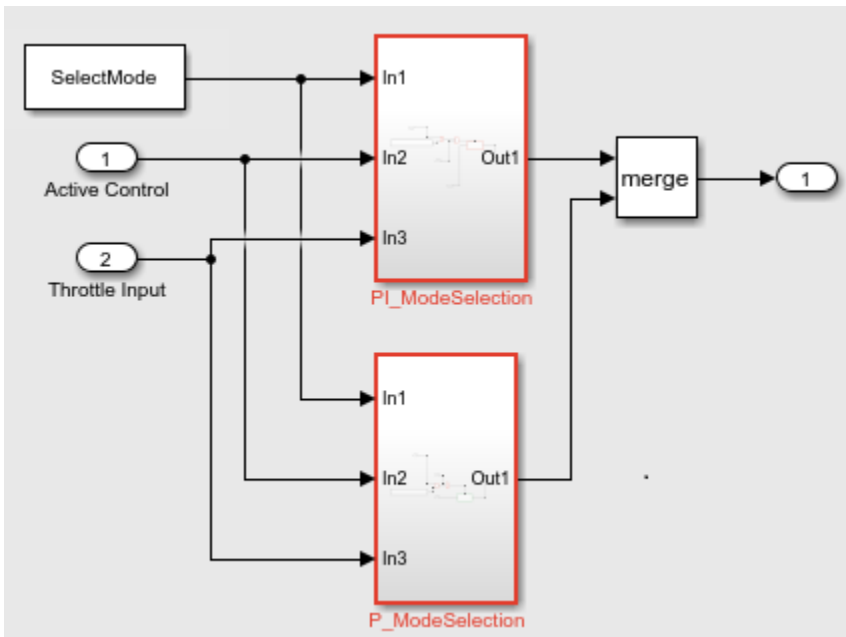 SelectMode
In1
1
In2
Out1
merge
1
Active Control
In3
2
Throttle Input
PI_ModeSelection
In1
In2
Out1
In3
P_ModeSelection